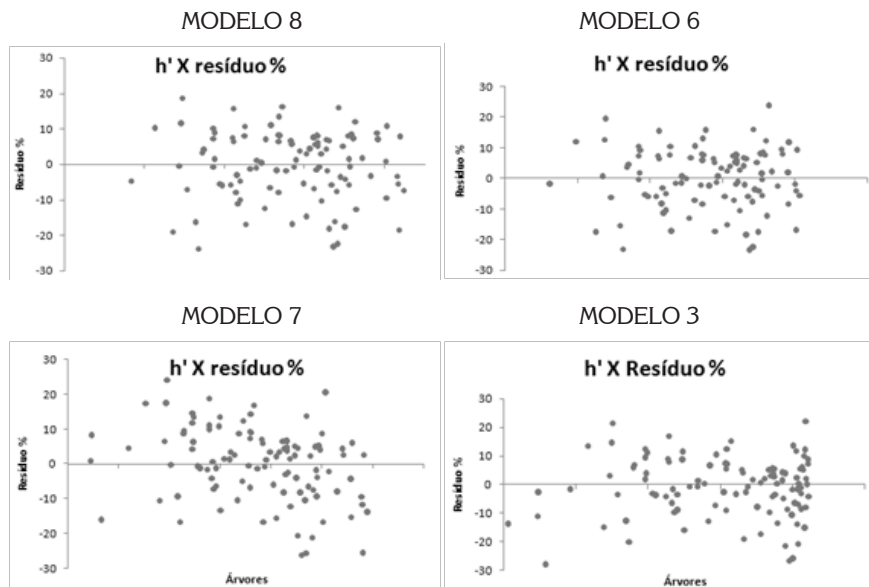 MODELO 8
h' X resíduo %
Resíduo %
30
20
10
0
-10
-20
-30
MODELO 6
h' X resíduo %
Resíduo %
30
20
10
0
-10
-20
-30
MODELO 7
h' X resíduo %
Resíduo %
30
20
10
0
-10
-20
-30
Árvores
MODELO 3
h' X Resíduo %
Resíduo %
30
20
10
0
-10
-20
-30
Árvores